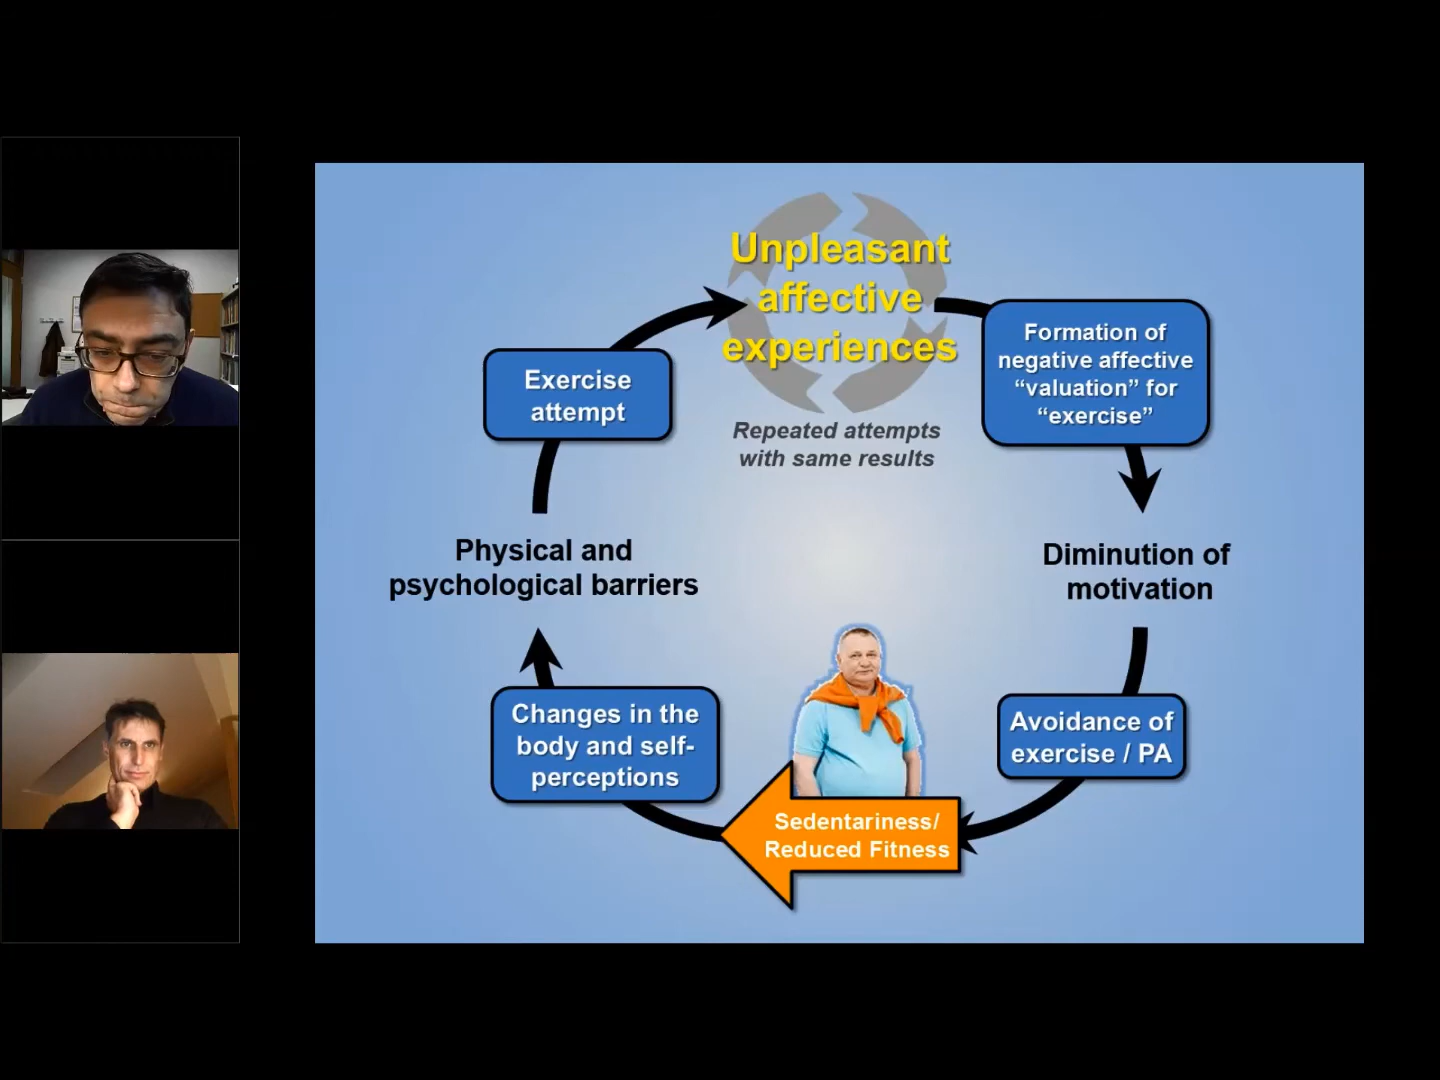 Unpleasant
affective
experiences
Repeated attempts
with same results
Formation of
negative affective
“valuation” for
“exercise”
Diminution of
motivation
Avoidance of
exercise / PA
Sedentariness/
Reduced Fitness
Changes in the
body and self-
perceptions
Physical and
psychological barriers
Exercise
attempt